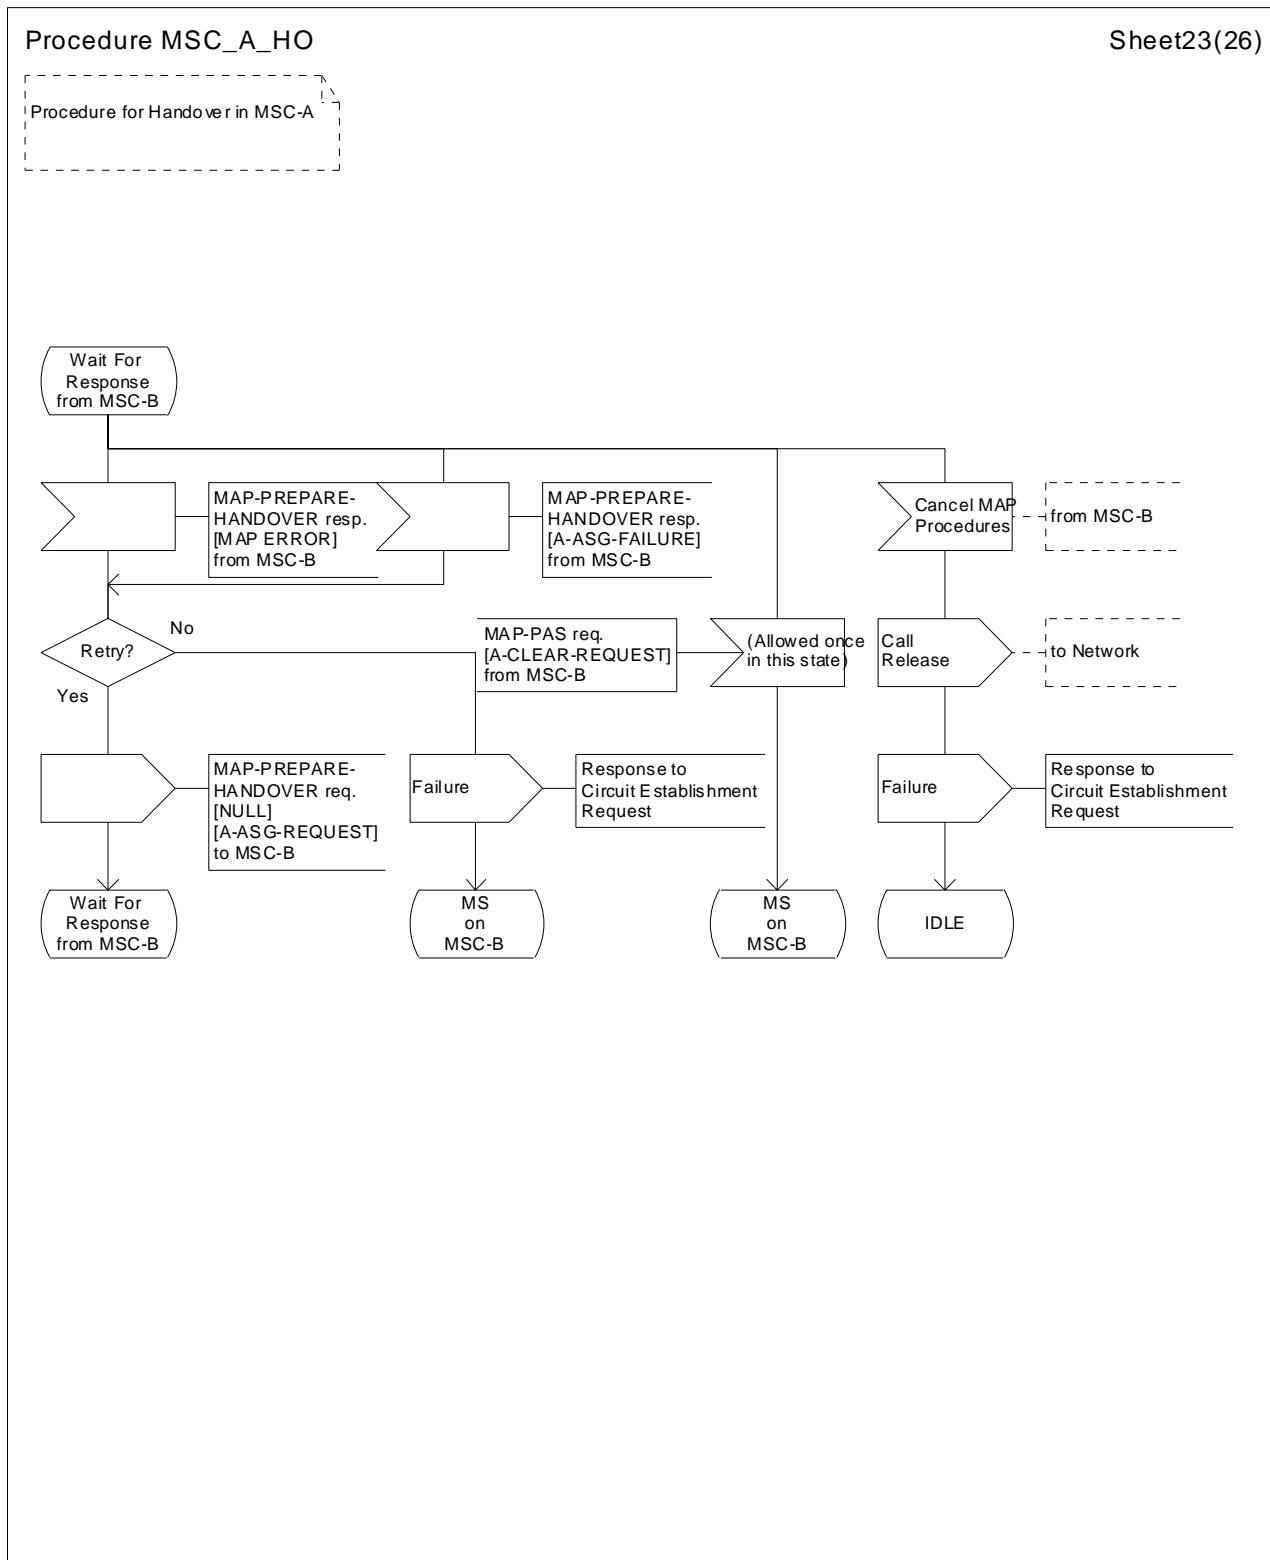 Procedure MSC_A_HO
Sheet23(26)
Procedure for Handover in MSC-A
Wait For
Response
from MSC-B
MAP-PREPARE-
HANDOVER resp.
[MAP ERROR]
from MSC-B
MAP-PREPARE-
HANDOVER resp.
[A-ASG-FAILURE]
from MSC-B
Cancel MAP
Procedures
from MSC-B
Retry?
No
Yes
MAP-PAS req.
[A-CLEAR-REQUEST]
from MSC-B
(Allowed once
in this state)
Call
Release
to Network
MAP-PREPARE-
HANDOVER req.
[NULL]
[A-ASG-REQUEST]
to MSC-B
Failure
Response to
Circuit Establishment
Request
Failure
Response to
Circuit Establishment
Request
Wait For
Response
from MSC-B
MS
on
MSC-B
MS
on
MSC-B
IDLE